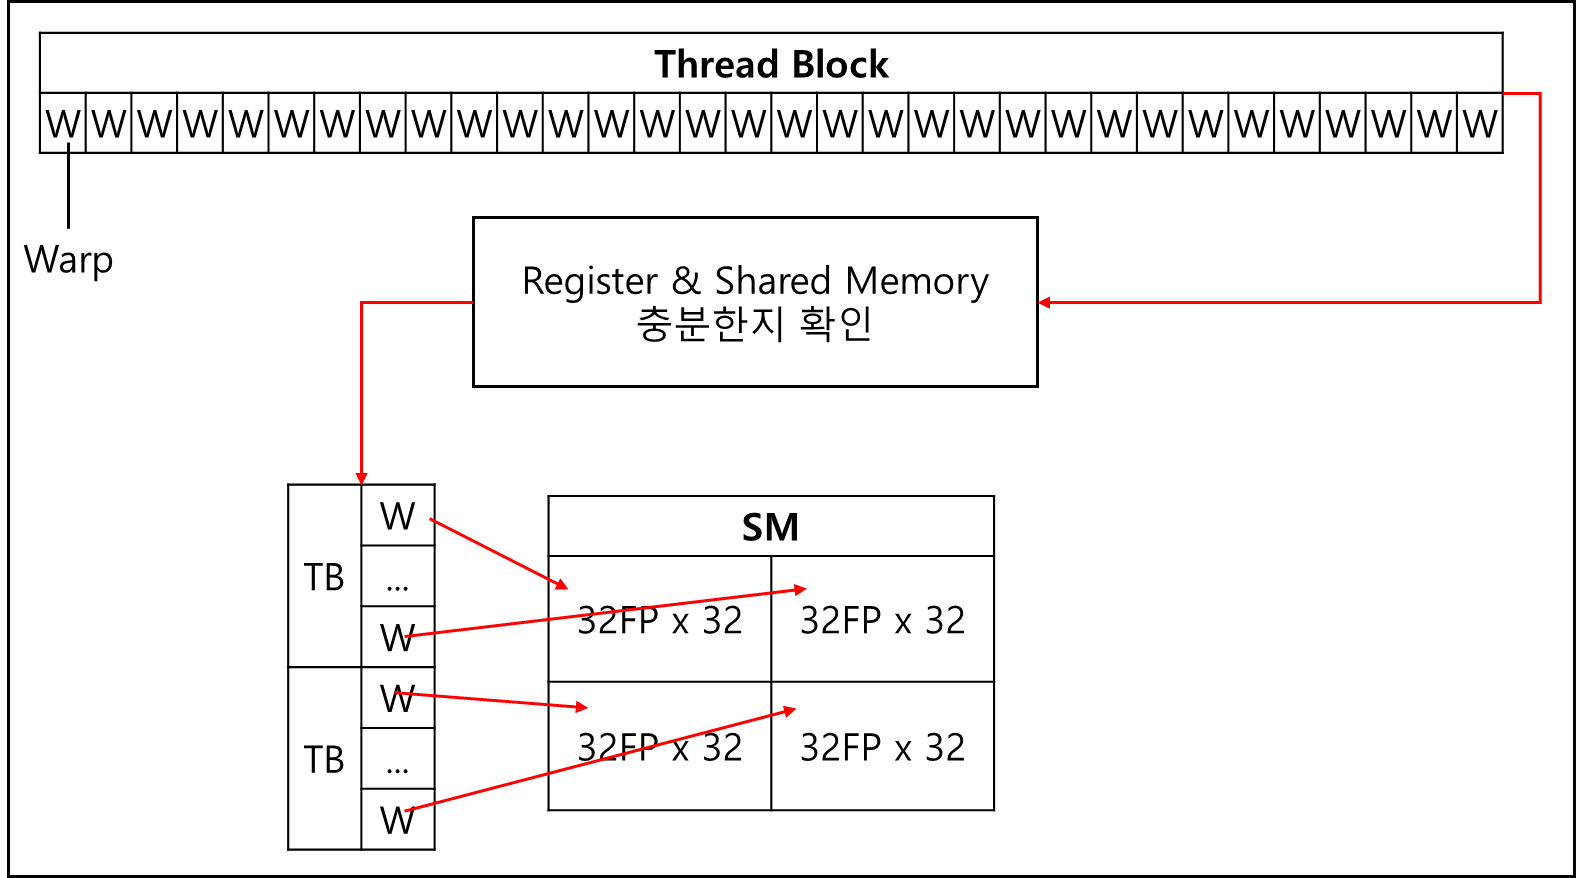 Thread Block
W W W W W W W W W W W W W W W W W W W W W W W W W W W W W W W W
Warp
Register & Shared Memory
충분한지 확인
TB
W
...
W
TB
W
...
W
SM
32FP x 32 32FP x 32
32FP x 32 32FP x 32